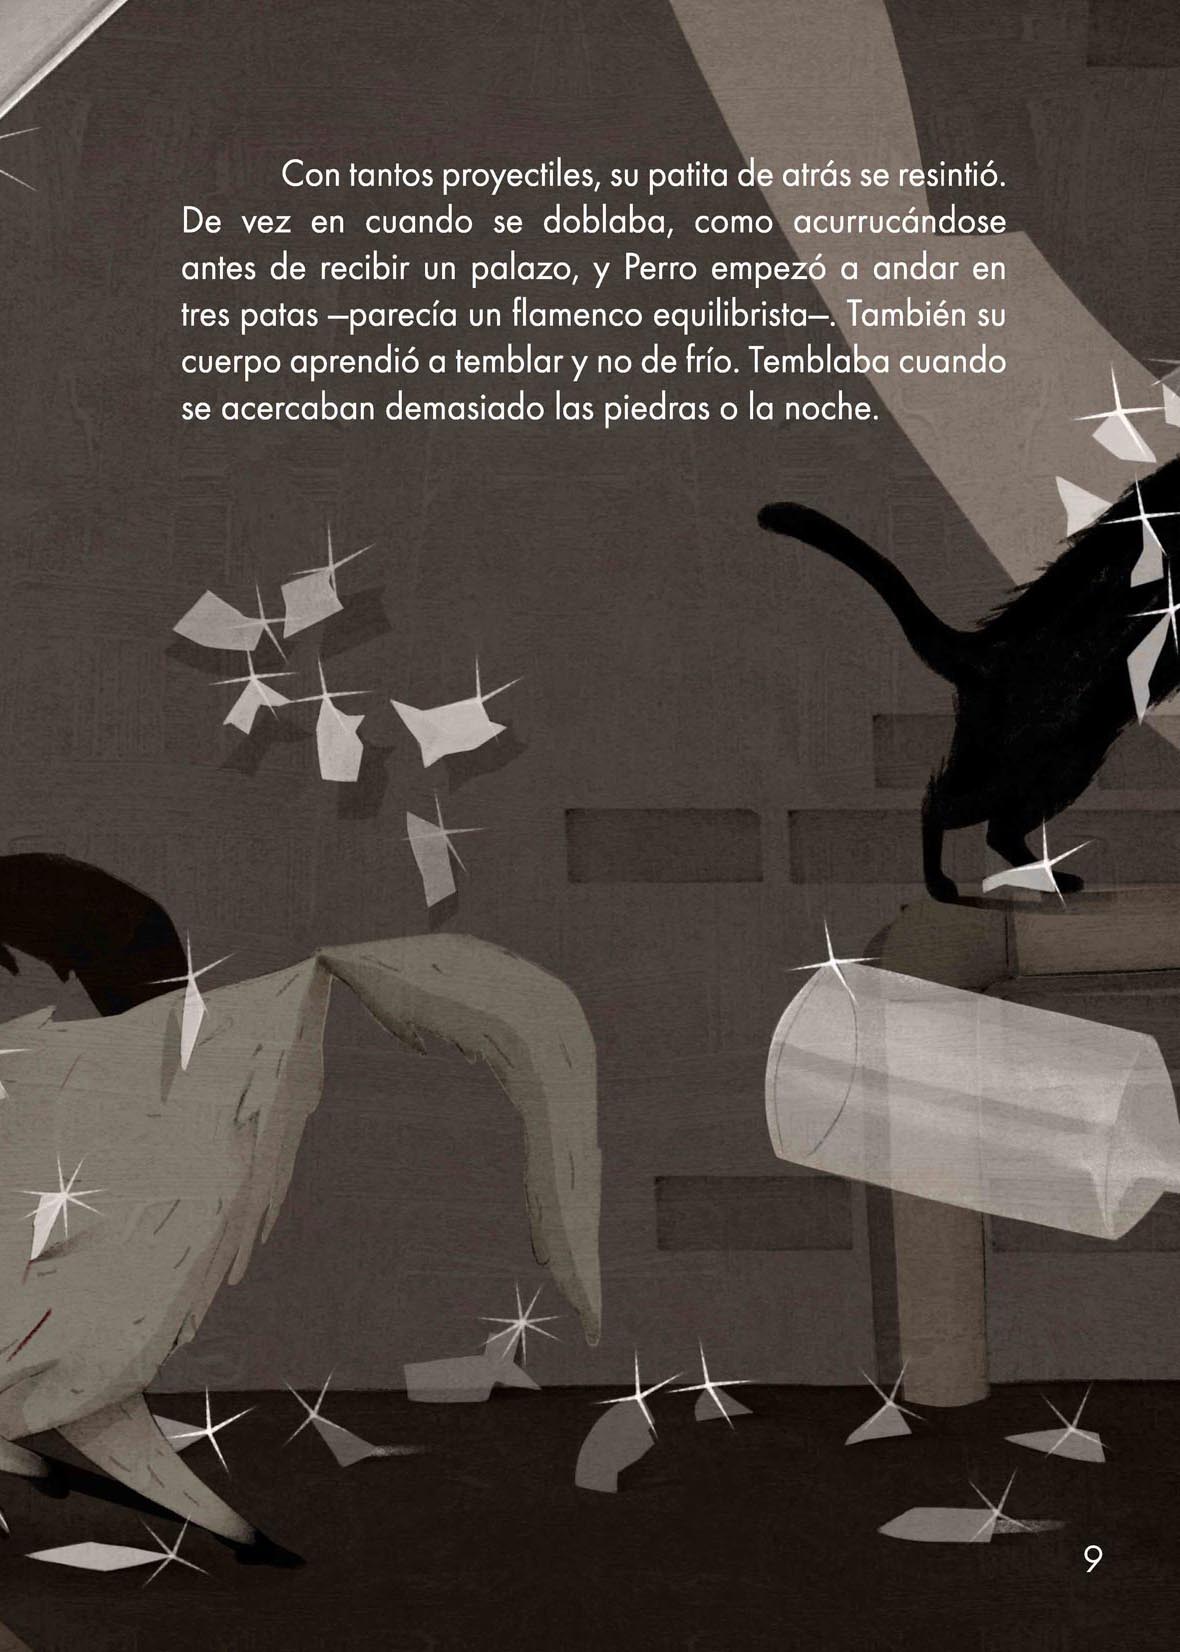 Con tantos proyectiles, su patita de atrás se resintió.
De vez en cuando se doblaba, como acurrucándose
antes de recibir un palazo, y Perro empezó a andar en
tres patas —parecía un flamenco equilibrista—. También su
cuerpo aprendió a temblar y no de frío. Temblaba cuando
se acercaban demasiado las piedras o la noche.
9